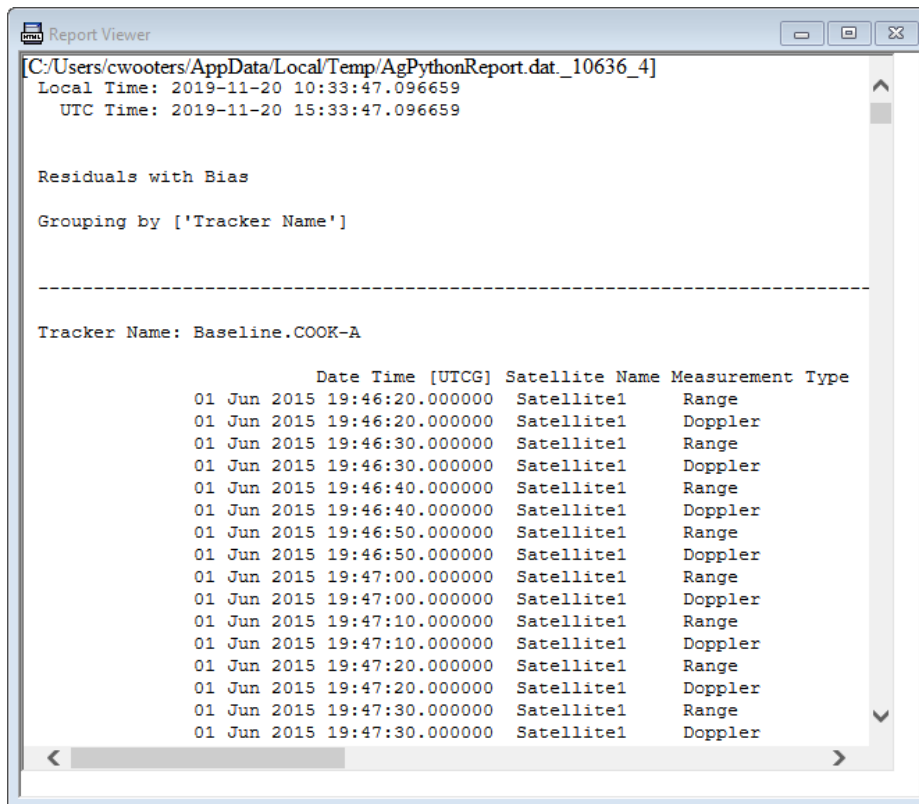 Report Viewer
[C:/Users/cwooters/AppData/Local/Temp/AgPythonReport.dat._10636_4]
Local Time: 2019-11-20 10:33:47.096659
UTC Time: 2019-11-20 15:33:47.096659
Residuals with Bias
Grouping by ['Tracker Name']
---------------------------------------------------------------------------
Tracker Name: Baseline.COOK-A
Date Time [UTCG] Satellite Name Measurement Type
01 Jun 2015 19:46:20.000000 Satellite1 Range
01 Jun 2015 19:46:20.000000 Satellite1 Doppler
01 Jun 2015 19:46:30.000000 Satellite1 Range
01 Jun 2015 19:46:30.000000 Satellite1 Doppler
01 Jun 2015 19:46:40.000000 Satellite1 Range
01 Jun 2015 19:46:40.000000 Satellite1 Doppler
01 Jun 2015 19:46:50.000000 Satellite1 Range
01 Jun 2015 19:46:50.000000 Satellite1 Doppler
01 Jun 2015 19:47:00.000000 Satellite1 Range
01 Jun 2015 19:47:00.000000 Satellite1 Doppler
01 Jun 2015 19:47:10.000000 Satellite1 Range
01 Jun 2015 19:47:10.000000 Satellite1 Doppler
01 Jun 2015 19:47:20.000000 Satellite1 Range
01 Jun 2015 19:47:20.000000 Satellite1 Doppler
01 Jun 2015 19:47:30.000000 Satellite1 Range
01 Jun 2015 19:47:30.000000 Satellite1 Doppler